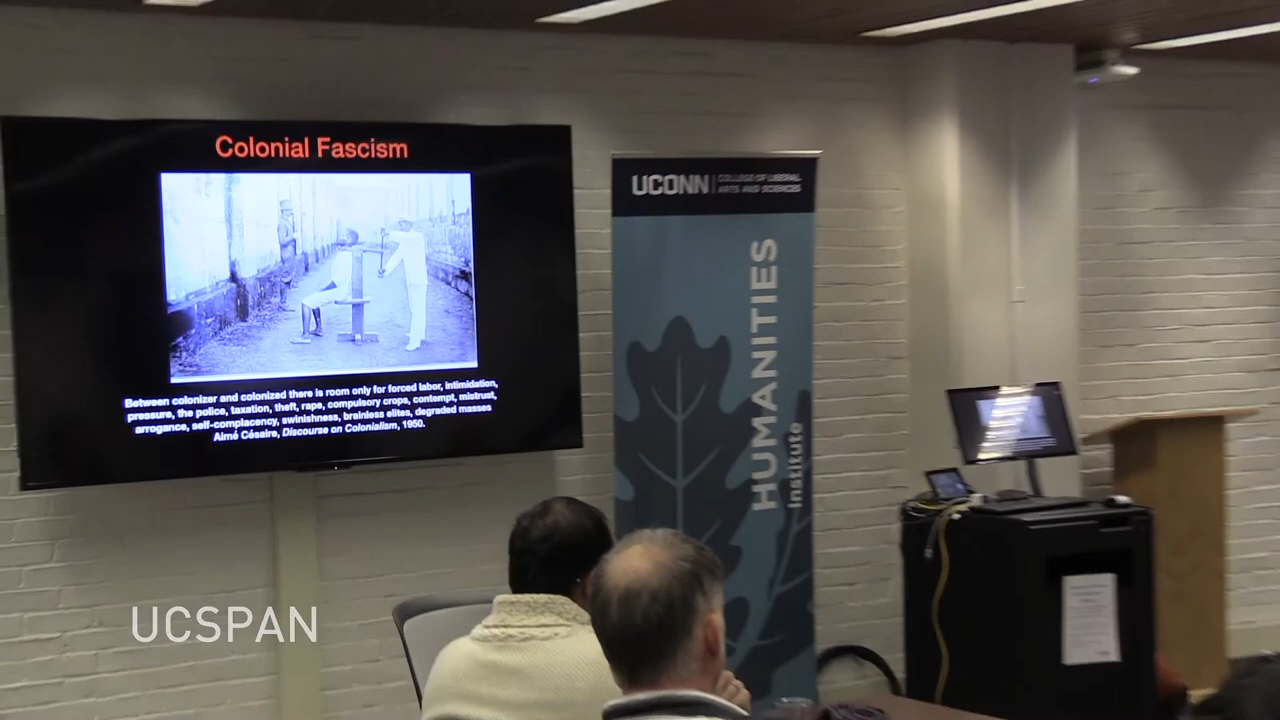 Colonial Fascism
Between colonizer and colonized there is room only for forced labor, intimidation,
pressure, the police, taxation, theft, rape, compulsory crops, contempt, mistrust,
arrogance, self-complacency, swinishness, brainless elites, degraded masses
Aimé Césaire, Discourse on Colonialism, 1950.
UCONN
COLLEGE OF LIBERAL
ARTS AND SCIENCES
HUMANITIES
Institute
UCSPAN